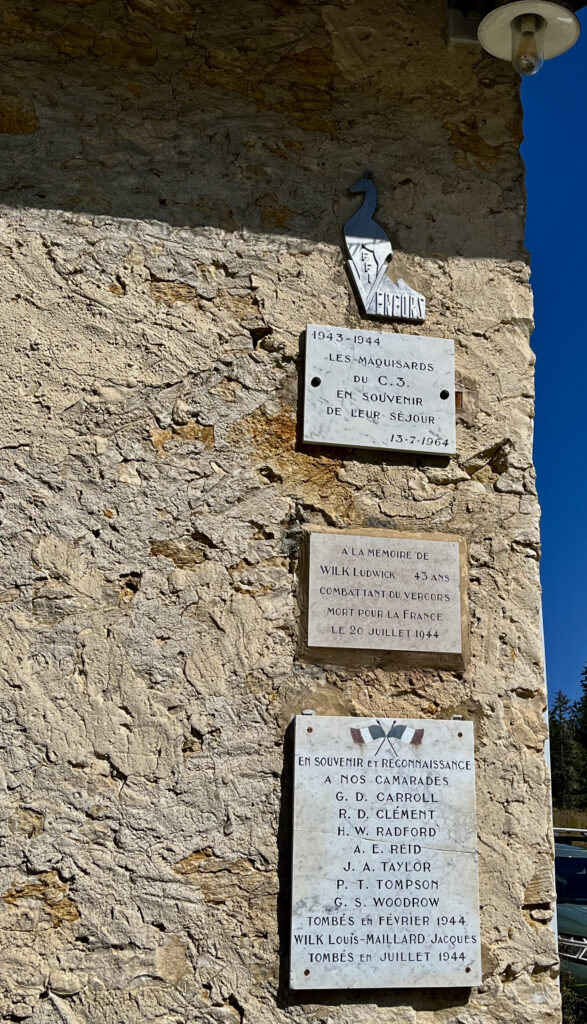 FFI
VERCORS
1943-1944
LES MAQUISARDS
DU C.3.
EN SOUVENIR
DE LEUR SÉJOUR
13-7-1964
A LA MEMOIRE DE
WILK LUDWICK 43 ANS
COMBATTANT DU VERCORS
MORT POUR LA FRANCE
LE 20 JUILLET 1944
EN SOUVENIR ET RECONNAISSANCE
A NOS CAMARADES
G. D. CARROLL
R. D. CLÉMENT
H. W. RADFORD
A. E. REID
J. A. TAYLOR
P. T. TOMPSON
G. S. WOODROW
TOMBÉS EN FÉVRIER 1944
WILK LOUIS-MAILLARD JACQUES
TOMBÉS EN JUILLET 1944